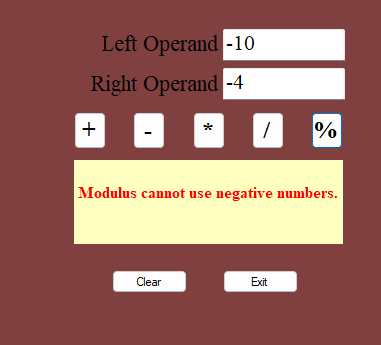 Left Operand -10
Right Operand -4
+ - * / %
Modulus cannot use negative numbers.
Clear Exit